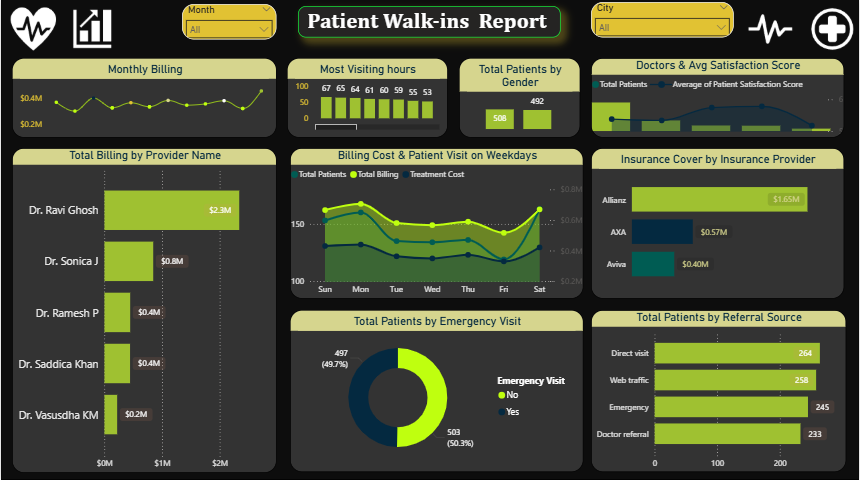 Month
All
Patient Walk-ins Report
City
All
Monthly Billing
$0.4M
$0.2M
Most Visiting hours
100
50
0
67 65 64 61 60 59 55 53
Total Patients by
Gender
508
492
Doctors & Avg Satisfaction Score
Total Patients
Average of Patient Satisfaction Score
Total Billing by Provider Name
Dr. Ravi Ghosh
$2.3M
Dr. Sonica J
$0.8M
Dr. Ramesh P
$0.4M
Dr. Saddica Khan
$0.4M
Dr. Vasusdha KM
$0.2M
$0M $1M $2M
Billing Cost & Patient Visit on Weekdays
Total Patients Total Billing Treatment Cost
150
100
$0.8M
$0.6M
$0.4M
$0.2M
Sun Mon Tue Wed Thu Fri Sat
Insurance Cover by Insurance Provider
Allianz
$1.65M
AXA
$0.57M
Aviva
$0.40M
Total Patients by Emergency Visit
497
(49.7%)
503
(50.3%)
Emergency Visit
No
Yes
Total Patients by Referral Source
Direct visit
264
Web traffic
258
Emergency
245
Doctor referral
233
0 100 200